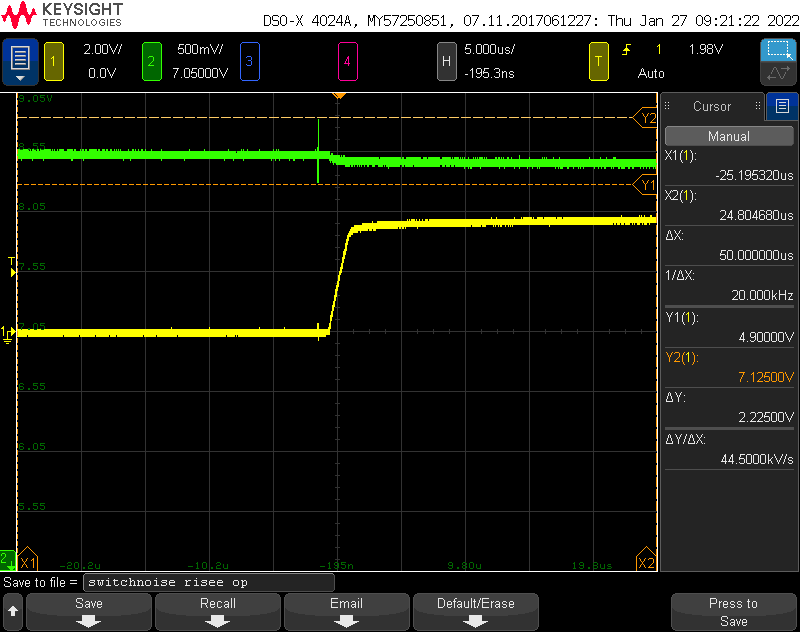 KEYSIGHT
TECHNOLOGIES
DSO-X 4024A, MY57250851, 07.11.2017061227: Thu Jan 27 09:21:22 2022
1 2.00V/ 2 500mV/ 3 4 H 5.000us/ T 1 1.98V
0.0V 7.05000V -195.3ns Auto
9.05V
Y2
8.55
Y1
8.05
T
7.55
1 7.05
6.55
6.05
5.55
2 X1 -20.2u -10.2u -195n 9.80us 19.8us X2
Cursor
Manual
X1(1):
-25.195320us
X2(1):
24.804680us
ΔX:
50.000000us
1/ΔX:
20.000kHz
Y1(1):
4.90000V
Y2(1):
7.12500V
ΔY:
2.22500V
ΔY/ΔX:
44.5000kV/s
Save to file = switchnoise risee op
Save Recall Email Default/Erase Press to
Save